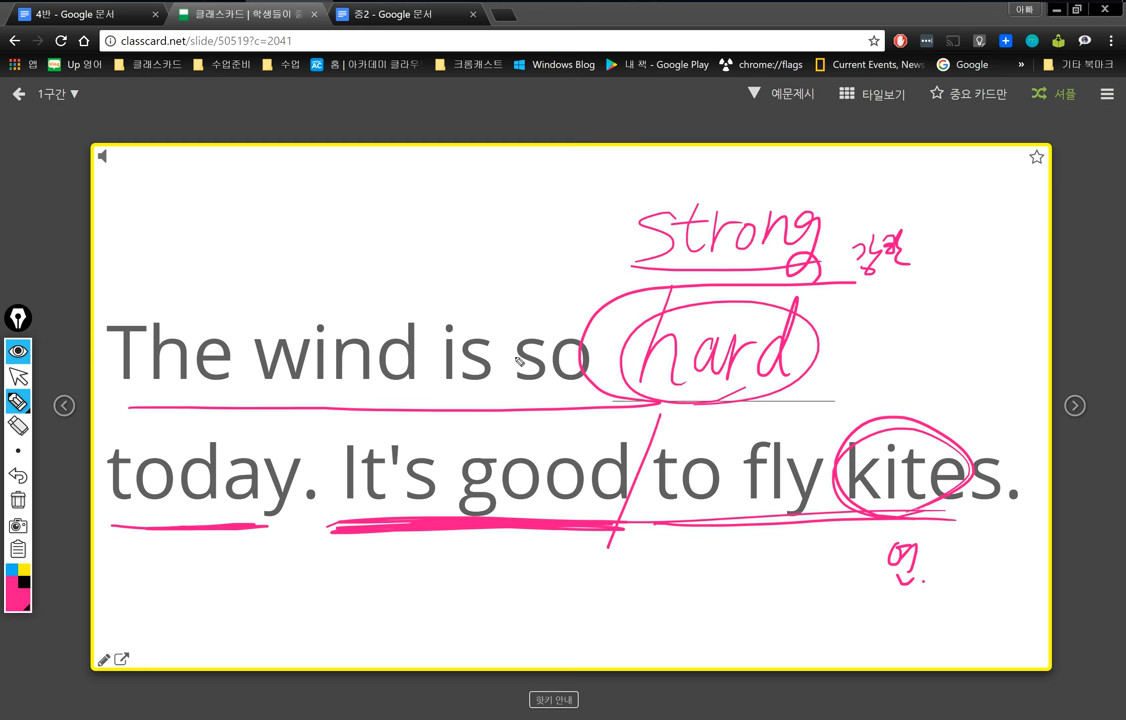 4반 - Google 문서
클래스카드 | 학생들이 좋
중2 - Google 문서
아빠
classcard.net/slide/50519?c=2041
앱 Up 영어 클래스카드 수업준비 수업 홈 | 아카데미 클라우 크롬캐스트 Windows Blog 내 책 - Google Play chrome://flags Current Events, News Google » 기타 북마크
1구간 ▼ 예문제시 타일보기 중요 카드만 셔플
strong 강한
The wind is so hard
today. It's good to fly kites.
연.
핫키 안내